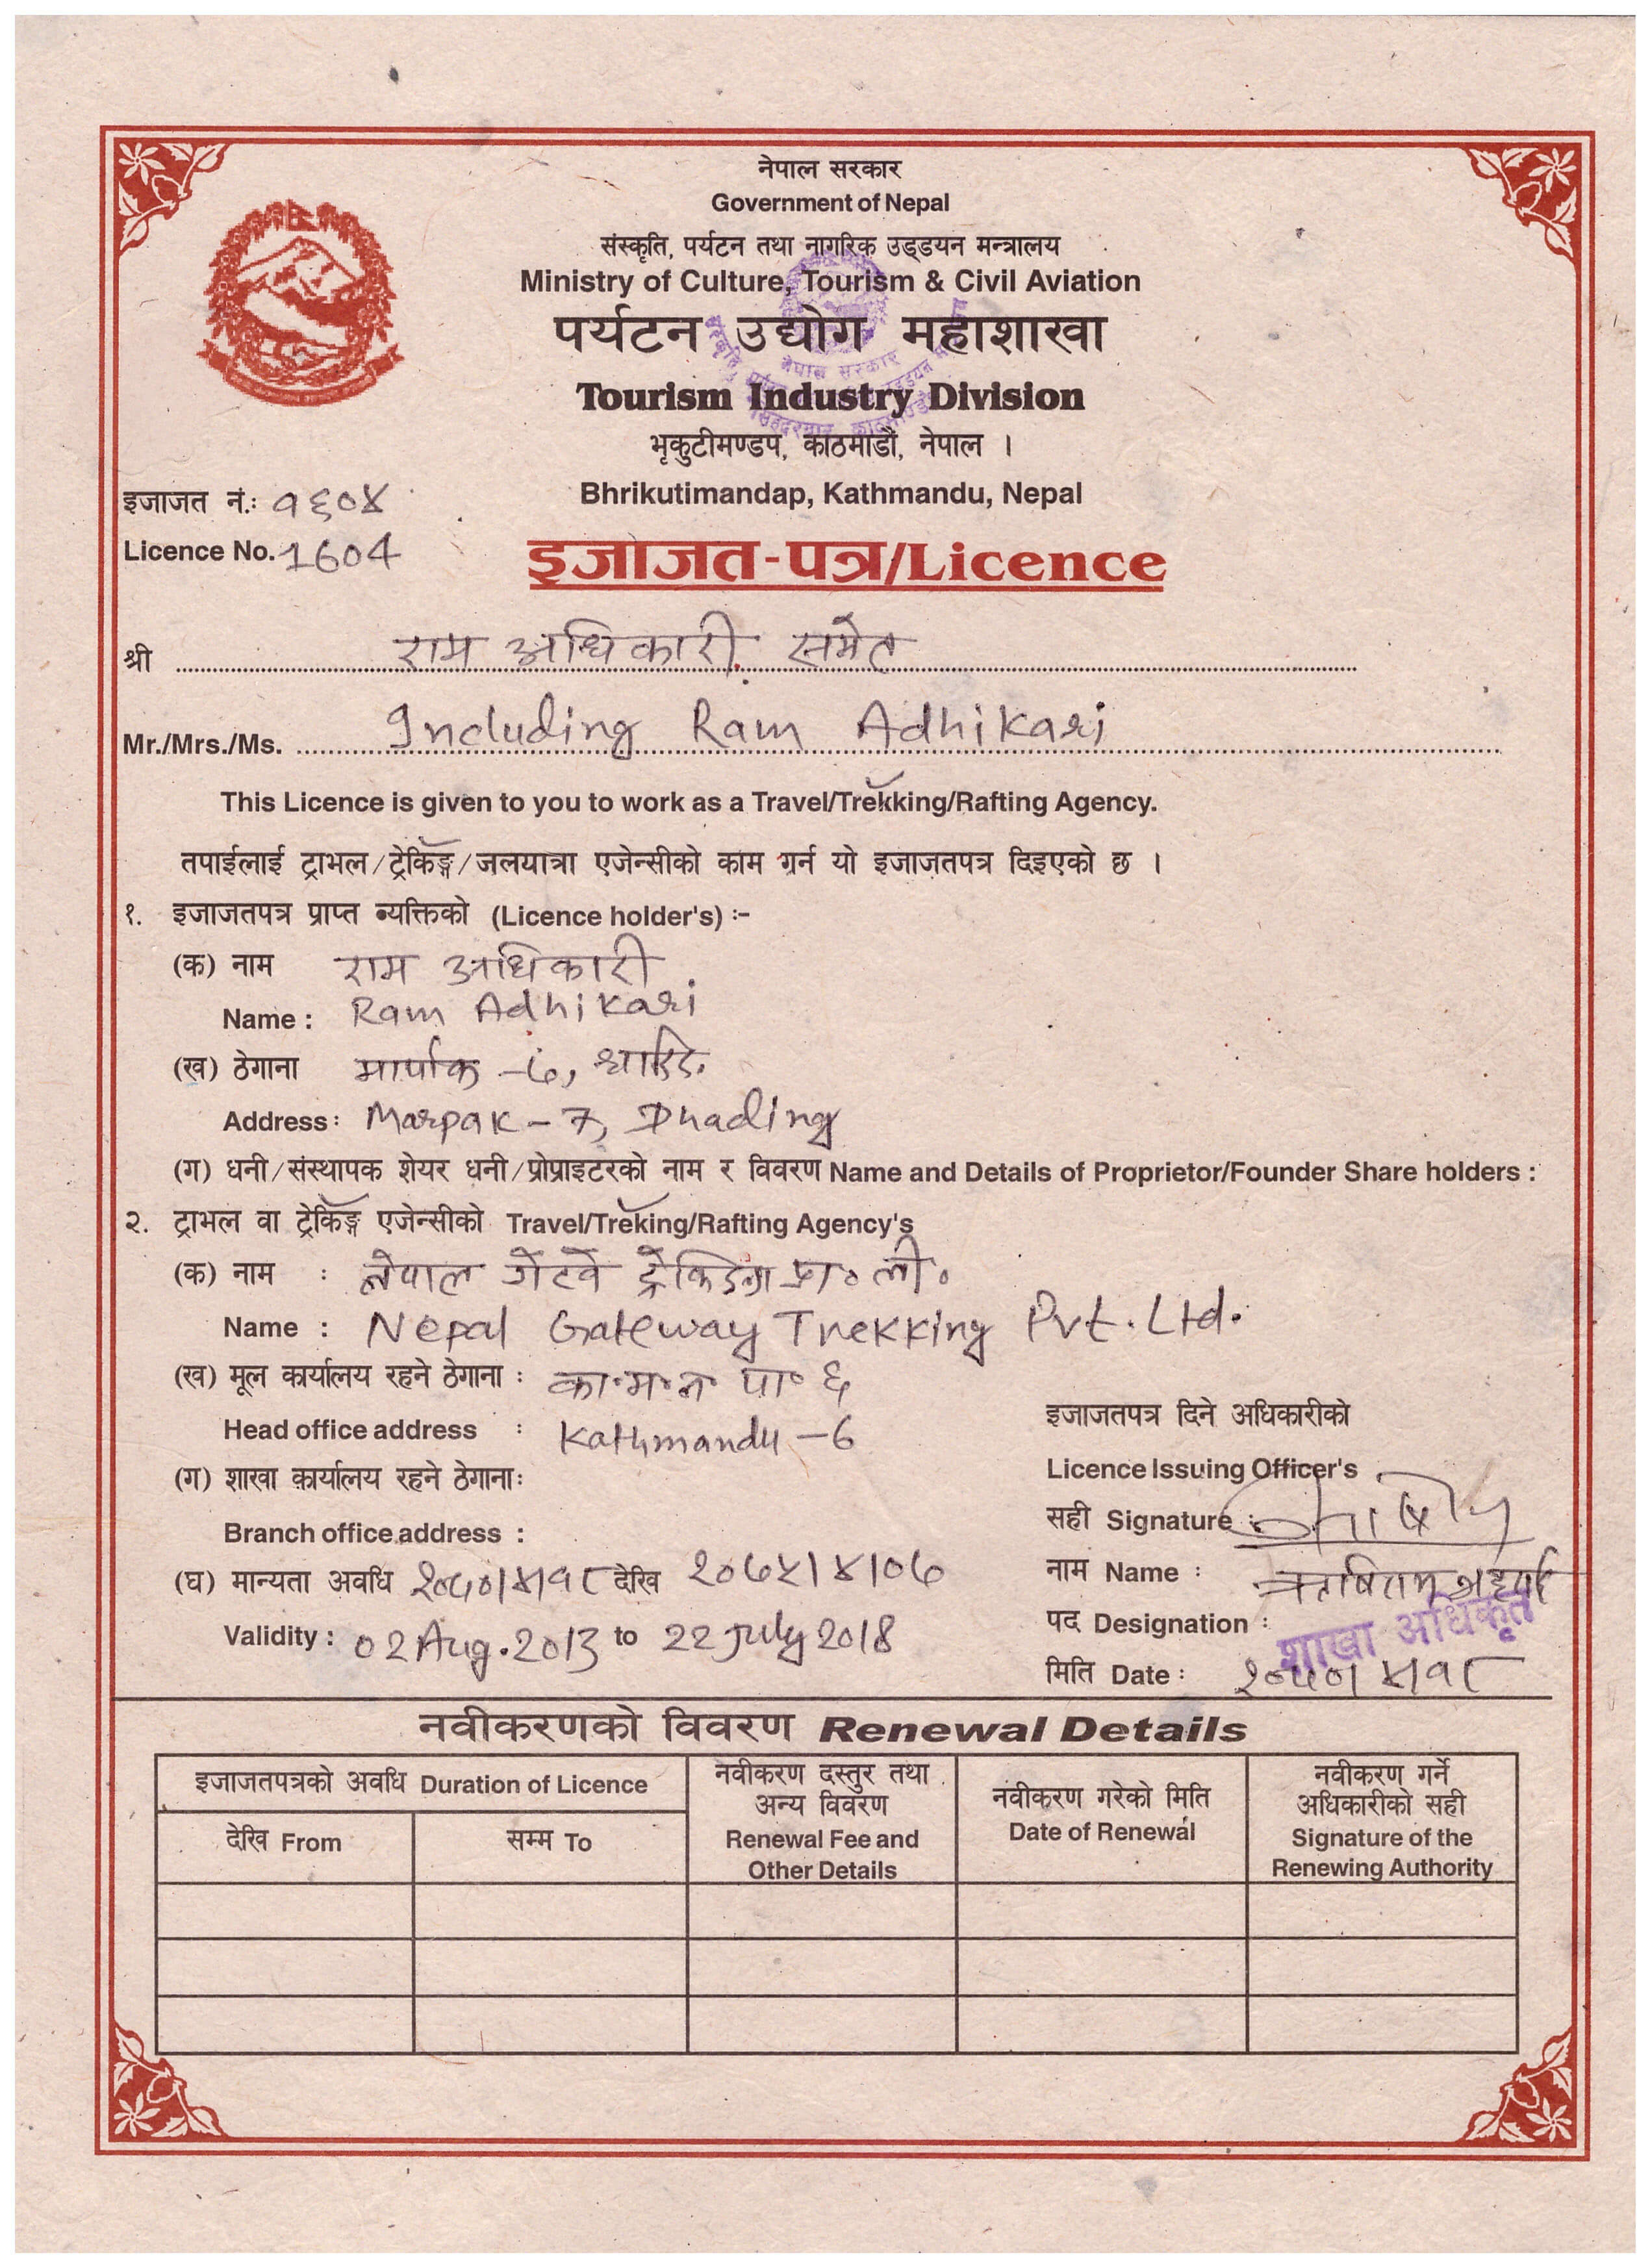 नेपाल सरकार
Government of Nepal
संस्कृति, पर्यटन तथा नागरिक उड्डयन मन्त्रालय
Ministry of Culture, Tourism & Civil Aviation
पर्यटन उद्योग महाशाखा
Tourism Industry Division
भृकुटीमण्डप, काठमाडौं, नेपाल ।
Bhrikutimandap, Kathmandu, Nepal
इजाजत नं.: १६०४
Licence No. 1604
इजाजत-पत्र/Licence
श्री राम अधिकारी समेत
Mr./Mrs./Ms. Including Ram Adhikari
This Licence is given to you to work as a Travel/Trekking/Rafting Agency.
तपाईलाई ट्राभल/ट्रेकिङ्ग/जलयात्रा एजेन्सीको काम गर्न यो इजाजतपत्र दिइएको छ ।
१. इजाजतपत्र प्राप्त व्यक्तिको (Licence holder's) :-
(क) नाम राम अधिकारी
Name : Ram Adhikari
(ख) ठेगाना मार्पाक -७, धादिङ
Address : Marpak - 7, Dhading
(ग) धनी/संस्थापक शेयर धनी/प्रोप्राइटरको नाम र विवरण Name and Details of Proprietor/Founder Share holders :
२. ट्राभल वा ट्रेकिङ्ग एजेन्सीको Travel/Treking/Rafting Agency's
(क) नाम : नेपाल गेटवे ट्रेकिङ प्रा॰ ली॰
Name : Nepal Gateway Trekking Pvt. Ltd.
(ख) मूल कार्यालय रहने ठेगाना : का॰म॰न॰ पा॰ ६
Head office address : Kathmandu - 6
(ग) शाखा कार्यालय रहने ठेगानाः
Branch office address :
(घ) मान्यता अवधि २०७०।४।१८ देखि २०७५।४।०७
Validity : 02 Aug. 2013 to 22 July 2018
इजाजतपत्र दिने अधिकारीको
Licence Issuing Officer's
सही Signature :
नाम Name : ऋषिराम
पद Designation : शाखा अधिकृत
मिति Date : २०७०।४।१८
नवीकरणको विवरण Renewal Details
इजाजतपत्रको अवधि Duration of Licence
देखि From
सम्म To
नवीकरण दस्तुर तथा
अन्य विवरण
Renewal Fee and
Other Details
नवीकरण गरेको मिति
Date of Renewal
नवीकरण गर्ने
अधिकारीको सही
Signature of the
Renewing Authority